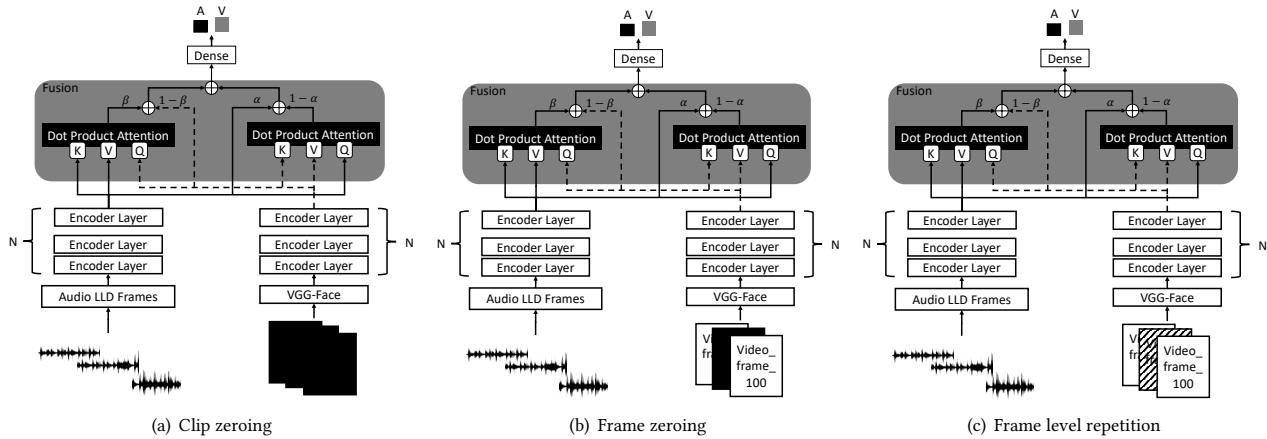 A V
Dense
Fusion
β 1 − β α 1 − α
Dot Product Attention Dot Product Attention
K V Q K V Q
Encoder Layer Encoder Layer
N Encoder Layer Encoder Layer N
Encoder Layer Encoder Layer
Audio LLD Frames VGG-Face
(a) Clip zeroing
A V
Dense
Fusion
β 1 − β α 1 − α
Dot Product Attention Dot Product Attention
K V Q K V Q
Encoder Layer Encoder Layer
N Encoder Layer Encoder Layer N
Encoder Layer Encoder Layer
Audio LLD Frames VGG-Face
Vid
fra
Video_
frame_
100
(b) Frame zeroing
A V
Dense
Fusion
β 1 − β α 1 − α
Dot Product Attention Dot Product Attention
K V Q K V Q
Encoder Layer Encoder Layer
N Encoder Layer Encoder Layer N
Encoder Layer Encoder Layer
Audio LLD Frames VGG-Face
Vid
fra
Video_
frame_
100
(c) Frame level repetition